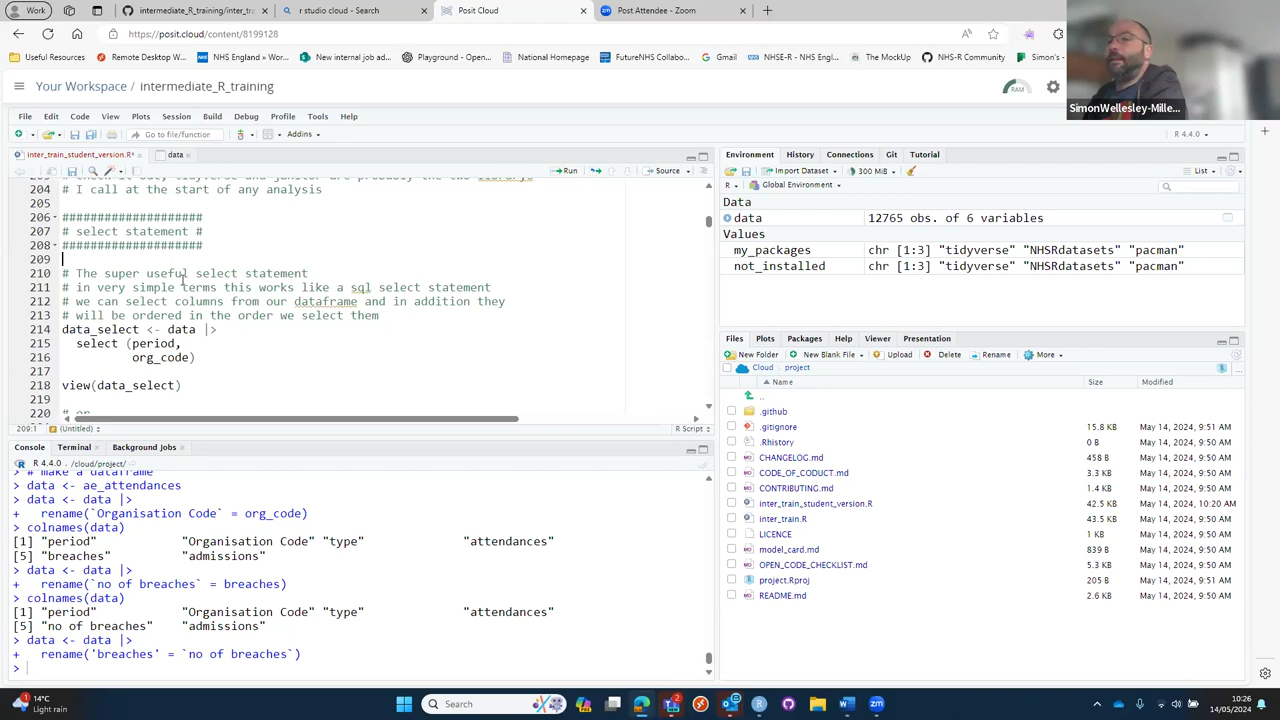 Work
intermediate_R_training/inter_tra
r studio cloud - Search
Posit Cloud
Post Attendee - Zoom
https://posit.cloud/content/8199128
Useful Resources
Remote Desktop W...
NHS England » Wor...
New internal job ad...
Playground - Open...
National Homepage
FutureNHS Collabo...
Gmail
NHSE-R - NHS Engl...
The MockUp
NHS-R Community
Simon's
Your Workspace / intermediate_R_training
RAM
SimonWellesley-Mille...
File Edit Code View Plots Session Build Debug Profile Tools Help
Go to file/function
Addins
R 4.4.0
inter_train_student_version.R*
data
Run
Source
204 # I call at the start of any analysis
205
206 ####################
207 # select statement #
208 ####################
209
210 # The super useful select statement
211 # in very simple terms this works like a sql select statement
212 # we can select columns from our dataframe and in addition they
213 # will be ordered in the order we select them
214 data_select <- data |>
215 select (period,
216 org_code)
217
218 view(data_select)
219
220 # or
209:1 (Untitled) R Script
Console Terminal Background Jobs
R 4.4.0 . /cloud/project/
> # make a dataframe
> data <- ae_attendances
> data <- data |>
+ rename(`Organisation Code` = org_code)
> colnames(data)
[1] "period" "Organisation Code" "type" "attendances"
[5] "breaches" "admissions"
> data <- data |>
+ rename(`no of breaches` = breaches)
> colnames(data)
[1] "period" "Organisation Code" "type" "attendances"
[5] "no of breaches" "admissions"
> data <- data |>
+ rename('breaches' = `no of breaches`)
>
Environment History Connections Git Tutorial
Import Dataset 300 MiB List
R Global Environment
Data
data 12765 obs. of 6 variables
Values
my_packages chr [1:3] "tidyverse" "NHSRdatasets" "pacman"
not_installed chr [1:3] "tidyverse" "NHSRdatasets" "pacman"
Files Plots Packages Help Viewer Presentation
New Folder New Blank File Upload Delete Rename More
Cloud project
Name Size Modified
..
.github
.gitignore 15.8 KB May 14, 2024, 9:51 AM
.Rhistory 0 B May 14, 2024, 9:50 AM
CHANGELOG.md 458 B May 14, 2024, 9:50 AM
CODE_OF_CODUCT.md 3.3 KB May 14, 2024, 9:50 AM
CONTRIBUTING.md 1.4 KB May 14, 2024, 9:50 AM
inter_train_student_version.R 42.5 KB May 14, 2024, 10:20 AM
inter_train.R 43.5 KB May 14, 2024, 9:50 AM
LICENCE 1 KB May 14, 2024, 9:50 AM
model_card.md 839 B May 14, 2024, 9:50 AM
OPEN_CODE_CHECKLIST.md 5.3 KB May 14, 2024, 9:50 AM
project.Rproj 205 B May 14, 2024, 9:51 AM
README.md 2.6 KB May 14, 2024, 9:50 AM
1
14°C
Light rain
Search
2
10:26
14/05/2024